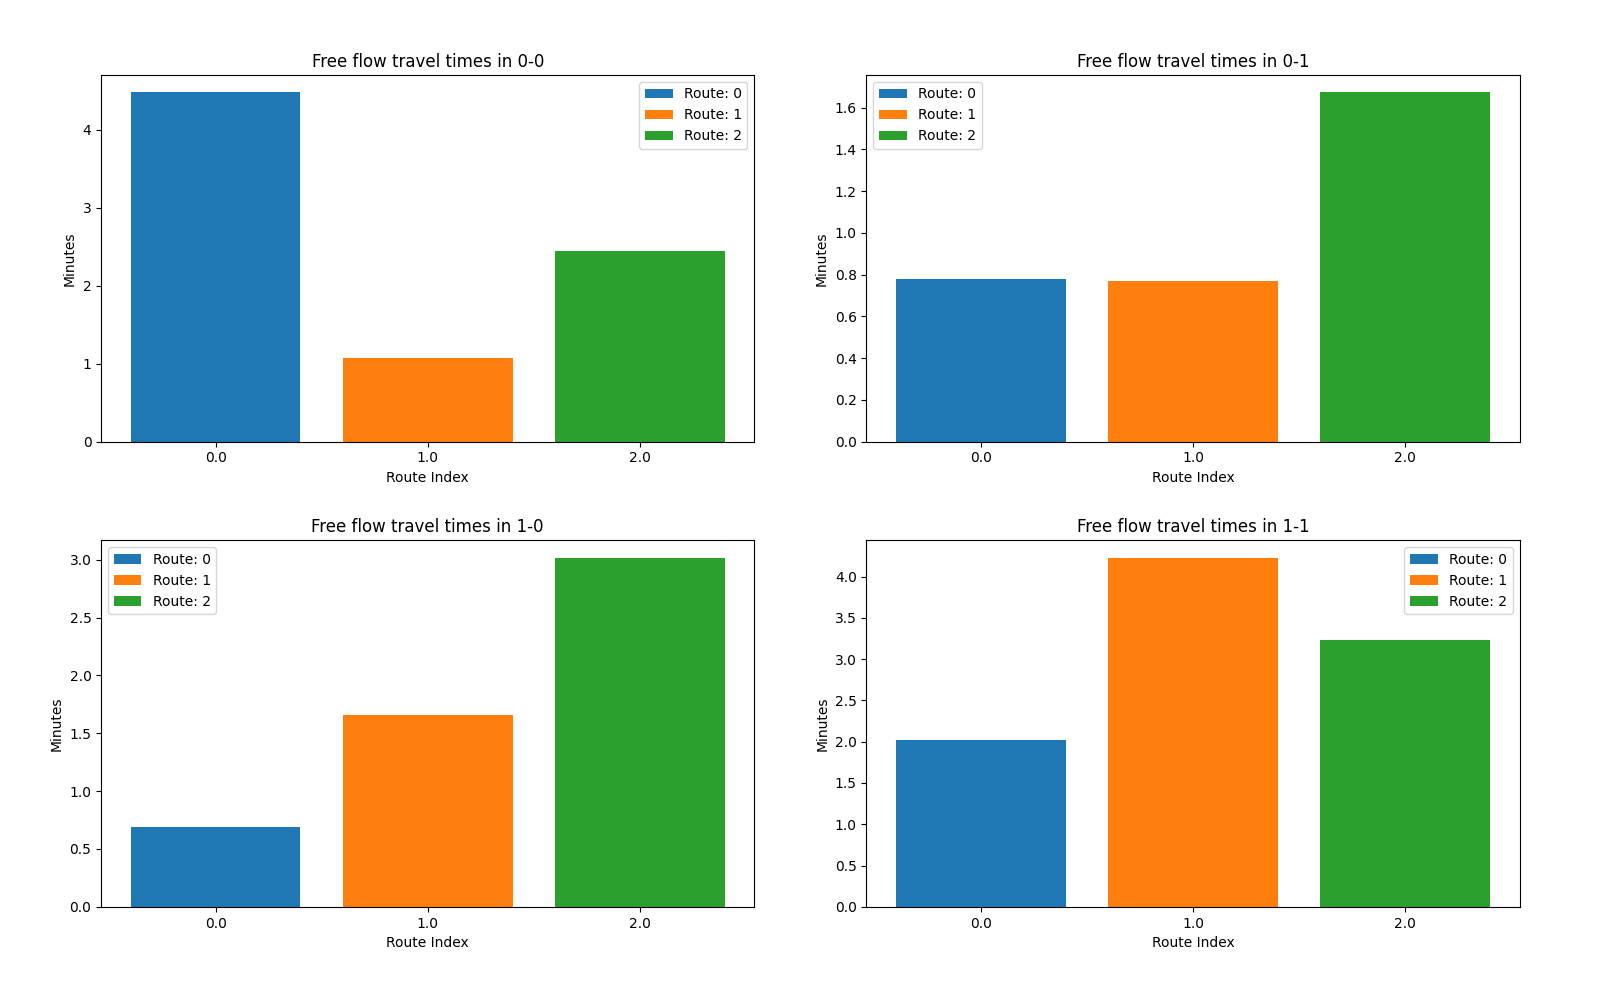 Free flow travel times in 0-0
Route: 0
Route: 1
Route: 2
4
3
2
1
0
Minutes
0.0 1.0 2.0
Route Index
Free flow travel times in 0-1
Route: 0
Route: 1
Route: 2
1.6
1.4
1.2
1.0
0.8
0.6
0.4
0.2
0.0
Minutes
0.0 1.0 2.0
Route Index
Free flow travel times in 1-0
Route: 0
Route: 1
Route: 2
3.0
2.5
2.0
1.5
1.0
0.5
0.0
Minutes
0.0 1.0 2.0
Route Index
Free flow travel times in 1-1
Route: 0
Route: 1
Route: 2
4.0
3.5
3.0
2.5
2.0
1.5
1.0
0.5
0.0
Minutes
0.0 1.0 2.0
Route Index